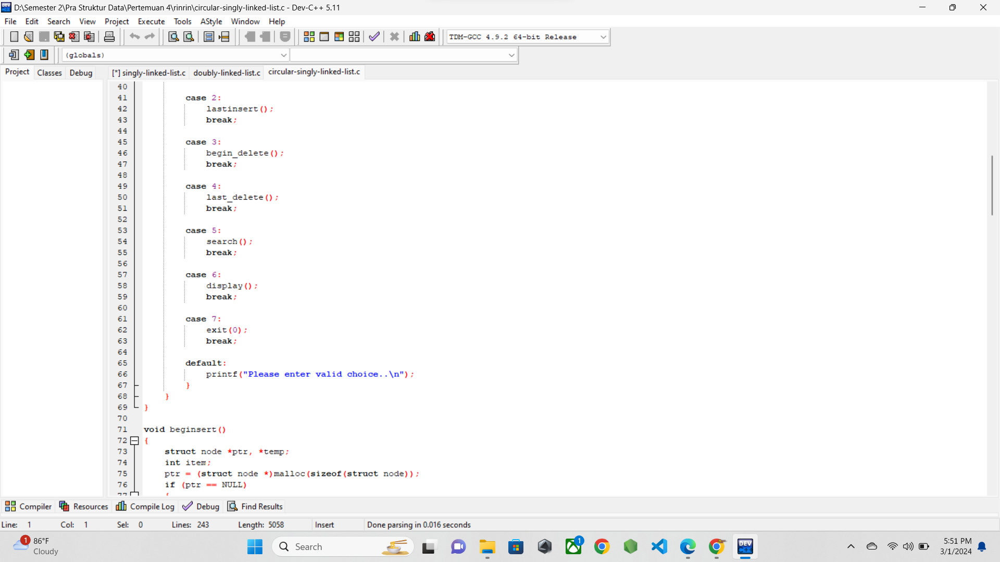 D:\Semester 2\Pra Struktur Data\Pertemuan 4\rinrin\circular-singly-linked-list.c - Dev-C++ 5.11
File Edit Search View Project Execute Tools AStyle Window Help
TDM-GCC 4.9.2 64-bit Release
(globals)
Project Classes Debug
[*] singly-linked-list.c doubly-linked-list.c circular-singly-linked-list.c
40
41 case 2:
42 lastinsert();
43 break;
44
45 case 3:
46 begin_delete();
47 break;
48
49 case 4:
50 last_delete();
51 break;
52
53 case 5:
54 search();
55 break;
56
57 case 6:
58 display();
59 break;
60
61 case 7:
62 exit(0);
63 break;
64
65 default:
66 printf("Please enter valid choice..\n");
67 }
68 }
69 }
70
71 void beginsert()
72 {
73 struct node *ptr, *temp;
74 int item;
75 ptr = (struct node *)malloc(sizeof(struct node));
76 if (ptr == NULL)
77 {
Compiler Resources Compile Log Debug Find Results
Line: 1 Col: 1 Sel: 0 Lines: 243 Length: 5058 Insert Done parsing in 0.016 seconds
1 86°F
Cloudy
Search
1
DEV C++
5:51 PM
3/1/2024